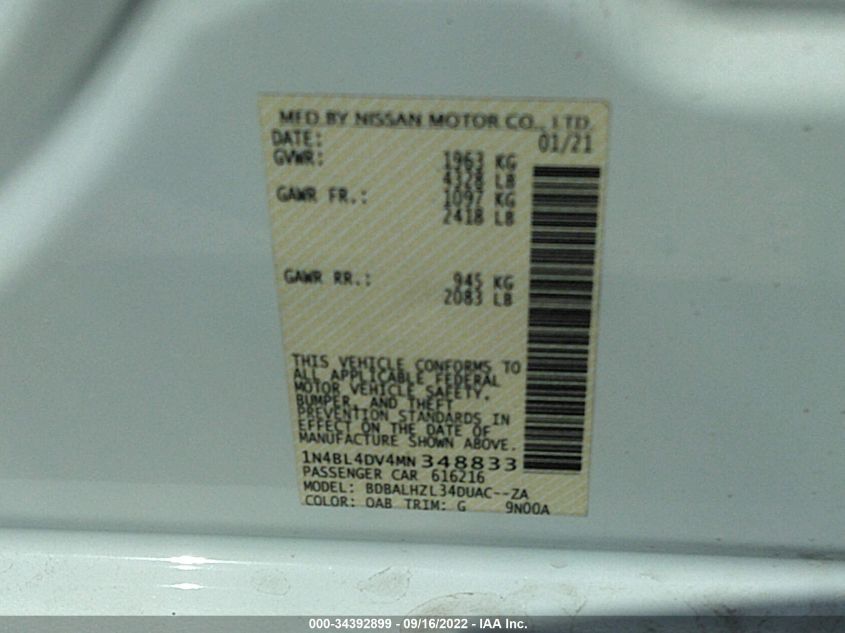 MFD BY NISSAN MOTOR CO., LTD.
DATE: 01/21
GVWR: 1963 KG
4328 LB
GAWR FR.: 1097 KG
2418 LB
GAWR RR.: 945 KG
2083 LB
THIS VEHICLE CONFORMS TO
ALL APPLICABLE FEDERAL
MOTOR VEHICLE SAFETY,
BUMPER, AND THEFT
PREVENTION STANDARDS IN
EFFECT ON THE DATE OF
MANUFACTURE SHOWN ABOVE.
1N4BL4DV4MN348833
PASSENGER CAR 616216
MODEL: BDBALHZL34DUAC--ZA
COLOR: QAB TRIM: G 9N00A
000-34392899 - 09/16/2022 - IAA Inc.